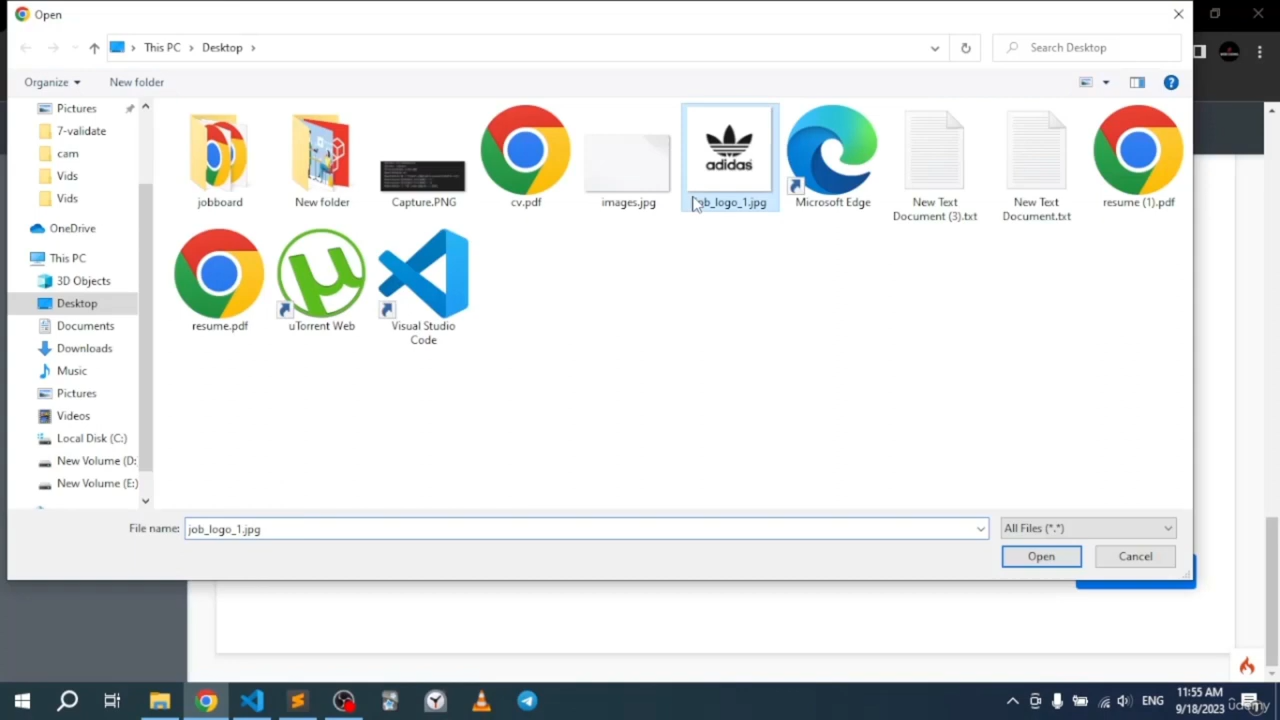 Open
This PC
Desktop
Search Desktop
Organize
New folder
Pictures
7-validate
cam
Vids
Vids
OneDrive
This PC
3D Objects
Desktop
Documents
Downloads
Music
Pictures
Videos
Local Disk (C:)
New Volume (D:
New Volume (E:)
adidas
jobboard
New folder
Capture.PNG
cv.pdf
images.jpg
job_logo_1.jpg
Microsoft Edge
New Text
Document (3).txt
New Text
Document.txt
resume (1).pdf
resume.pdf
uTorrent Web
Visual Studio
Code
File name:
job_logo_1.jpg
All Files (*.*)
Open
Cancel
ENG
11:55 AM
9/18/2023
udemy